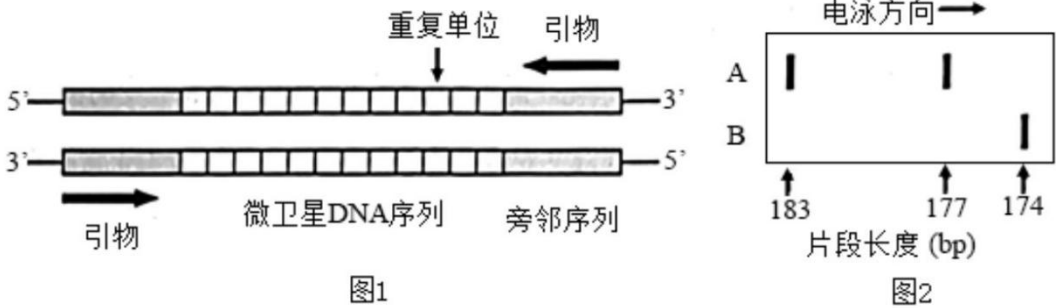 重复单位
引物
5'
3'
3'
5'
引物
微卫星DNA序列
旁邻序列
图1
电泳方向
A
B
183
177
174
片段长度 (bp)
图2